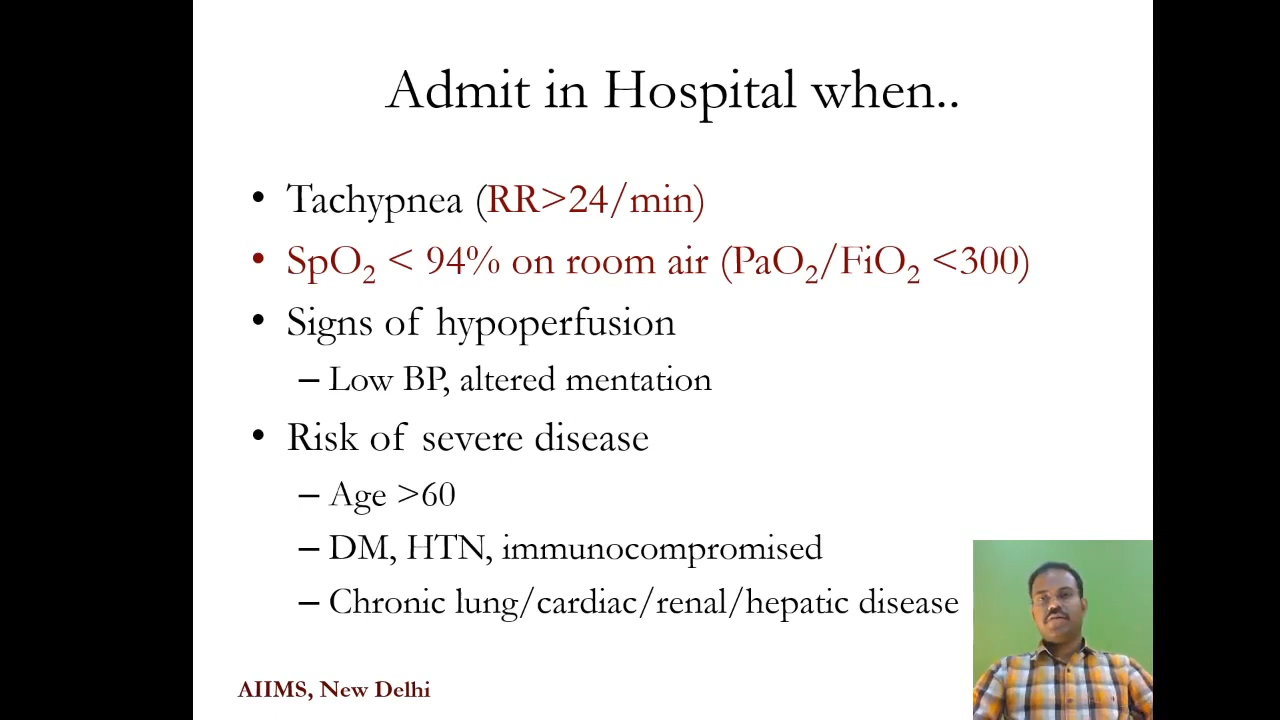 Admit in Hospital when..
• Tachypnea (RR>24/min)
• SpO₂ < 94% on room air (PaO₂/FiO₂ <300)
• Signs of hypoperfusion
– Low BP, altered mentation
• Risk of severe disease
– Age >60
– DM, HTN, immunocompromised
– Chronic lung/cardiac/renal/hepatic disease
AIIMS, New Delhi